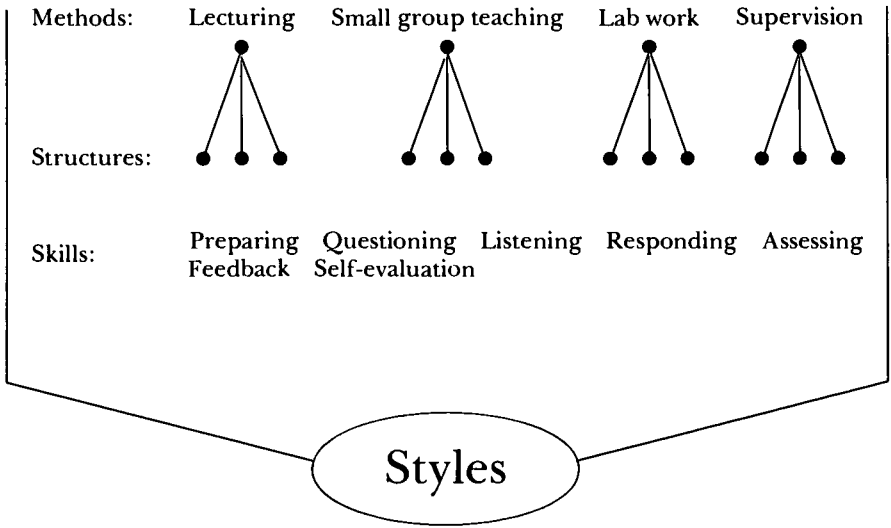 Methods: Lecturing Small group teaching Lab work Supervision
Structures:
Skills: Preparing Questioning Listening Responding Assessing
Feedback Self-evaluation
Styles